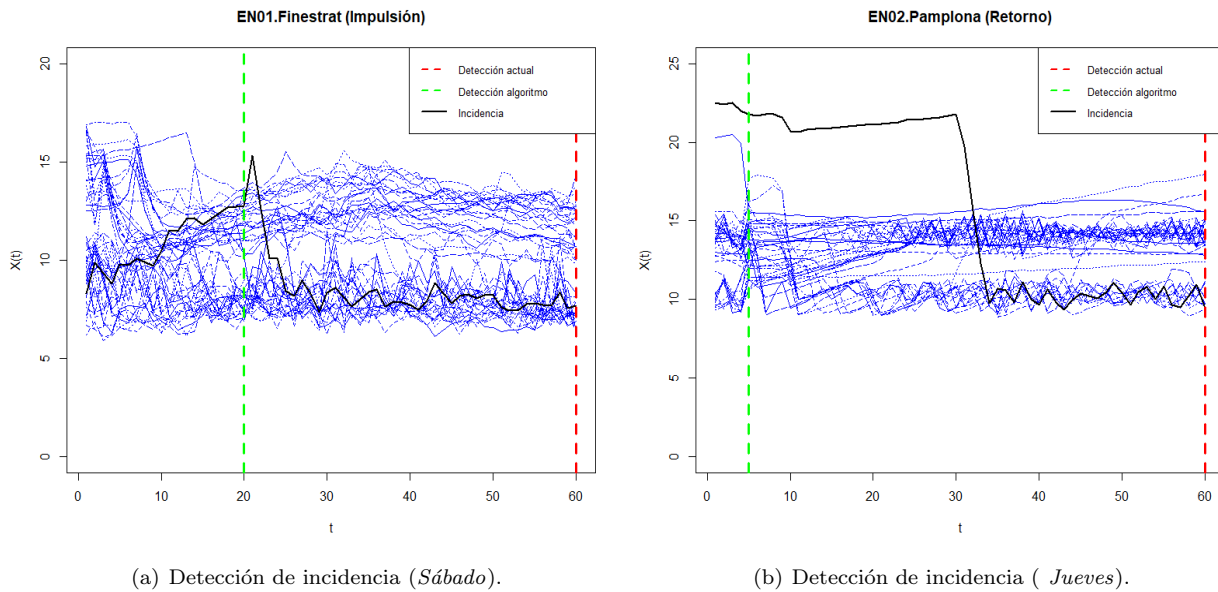 EN01.Finestrat (Impulsión)
20
15
10
5
0
X(t)
Detección actual
Detección algoritmo
Incidencia
0 10 20 30 40 50 60
t
(a) Detección de incidencia (Sábado).
EN02.Pamplona (Retorno)
25
20
15
10
5
0
X(t)
Detección actual
Detección algoritmo
Incidencia
0 10 20 30 40 50 60
t
(b) Detección de incidencia ( Jueves).